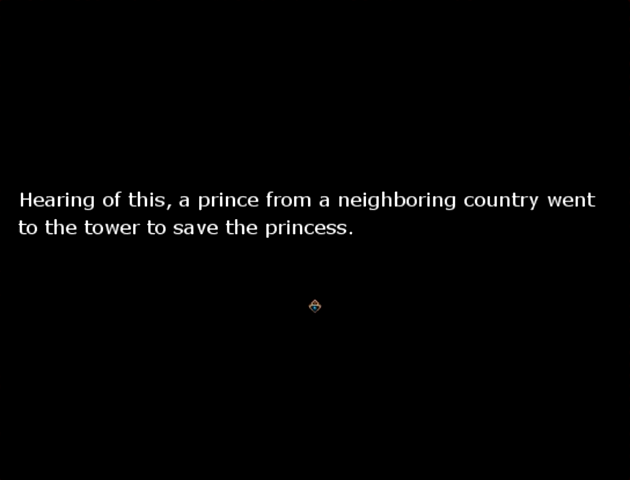 Hearing of this, a prince from a neighboring country went
to the tower to save the princess.